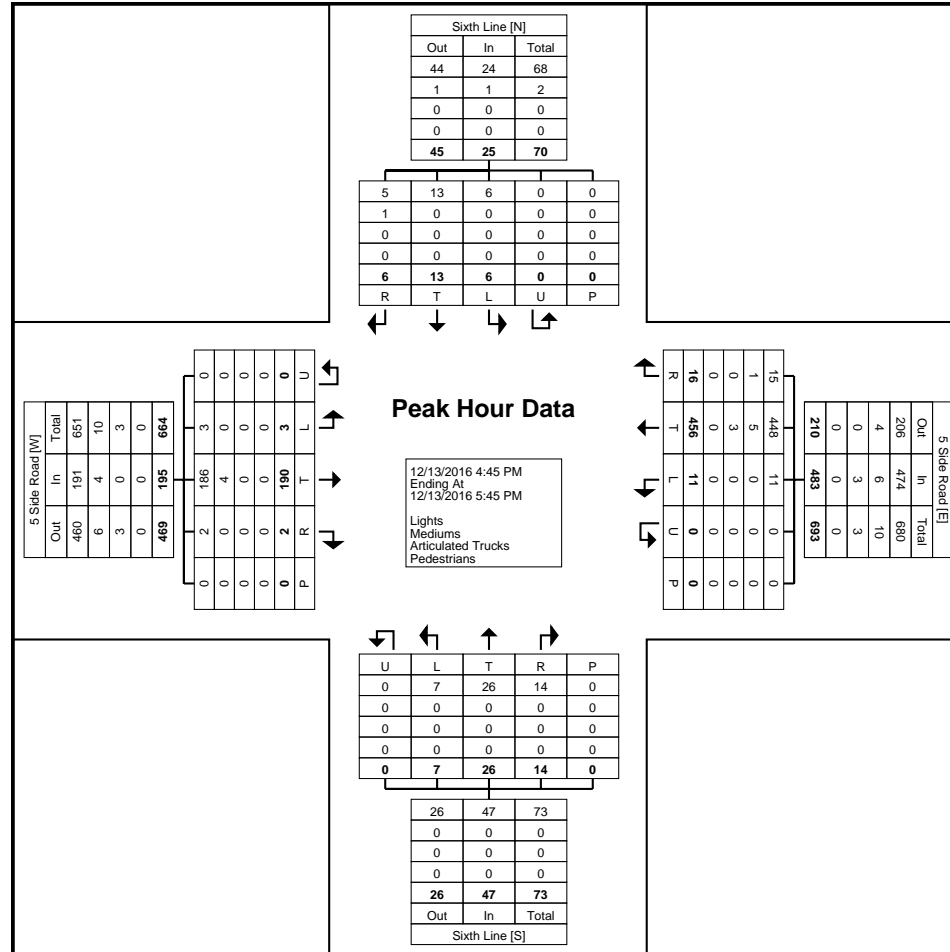 Sixth Line [N]
Out In Total
44 24 68
1 1 2
0 0 0
0 0 0
45 25 70
5 13 6 0 0
1 0 0 0 0
0 0 0 0 0
0 0 0 0 0
6 13 6 0 0
R T L U P
5 Side Road [W]
Out In Total
460 191 651
6 4 10
3 0 3
0 0 0
469 195 664
0 2 186 3 0
0 0 4 0 0
0 0 0 0 0
0 0 0 0 0
0 2 190 3 0
P R T L U
Peak Hour Data
12/13/2016 4:45 PM
Ending At
12/13/2016 5:45 PM
Lights
Mediums
Articulated Trucks
Pedestrians
5 Side Road [E]
Out In Total
206 474 680
4 6 10
0 3 3
0 0 0
210 483 693
15 448 11 0 0
1 5 0 0 0
0 3 0 0 0
0 0 0 0 0
16 456 11 0 0
R T L U P
U L T R P
0 7 26 14 0
0 0 0 0 0
0 0 0 0 0
0 0 0 0 0
0 7 26 14 0
26 47 73
0 0 0
0 0 0
0 0 0
26 47 73
Out In Total
Sixth Line [S]